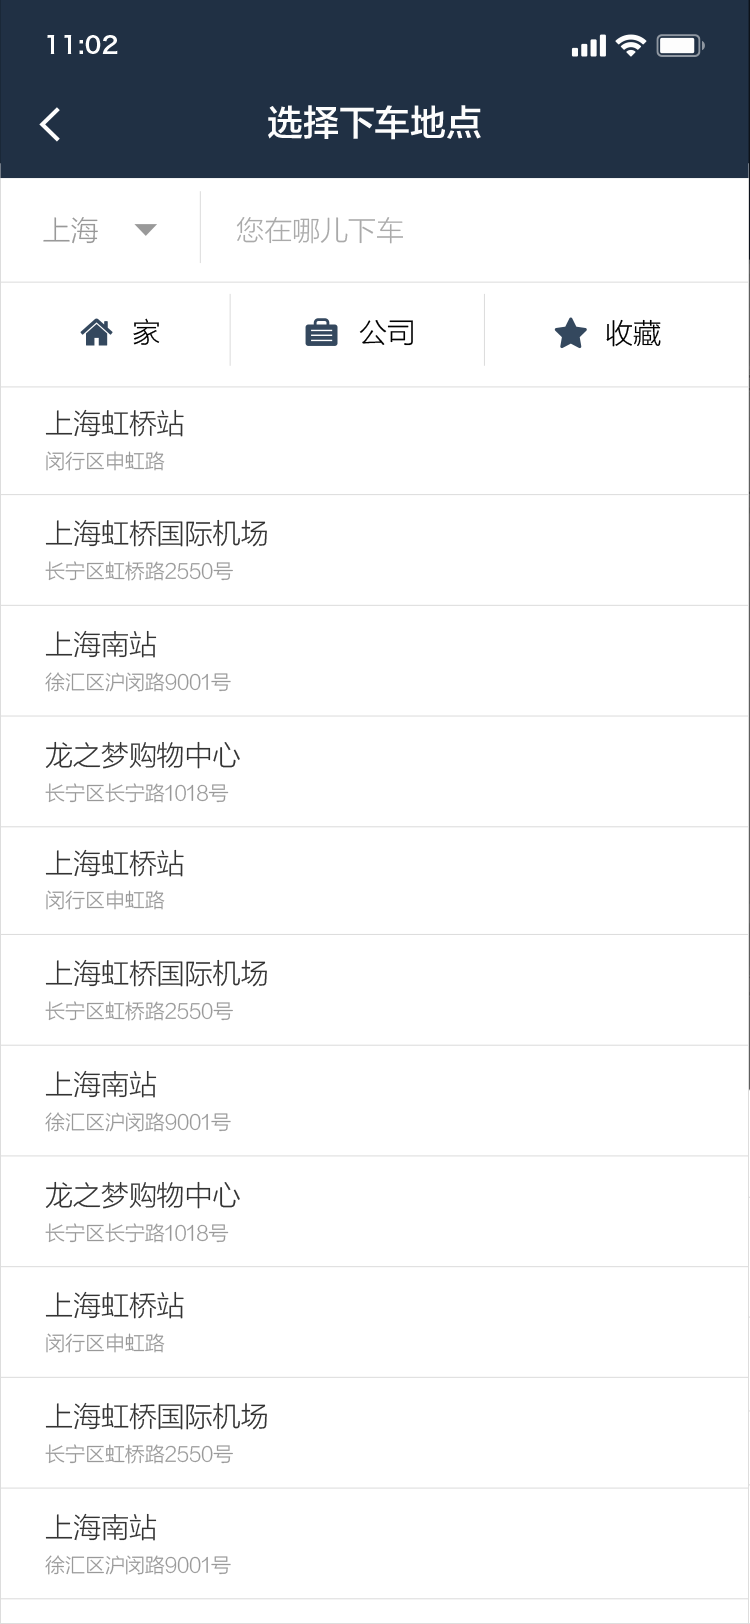 11:02
选择下车地点
上海 您在哪儿下车
家 公司 收藏
上海虹桥站
闵行区申虹路
上海虹桥国际机场
长宁区虹桥路2550号
上海南站
徐汇区沪闵路9001号
龙之梦购物中心
长宁区长宁路1018号
上海虹桥站
闵行区申虹路
上海虹桥国际机场
长宁区虹桥路2550号
上海南站
徐汇区沪闵路9001号
龙之梦购物中心
长宁区长宁路1018号
上海虹桥站
闵行区申虹路
上海虹桥国际机场
长宁区虹桥路2550号
上海南站
徐汇区沪闵路9001号